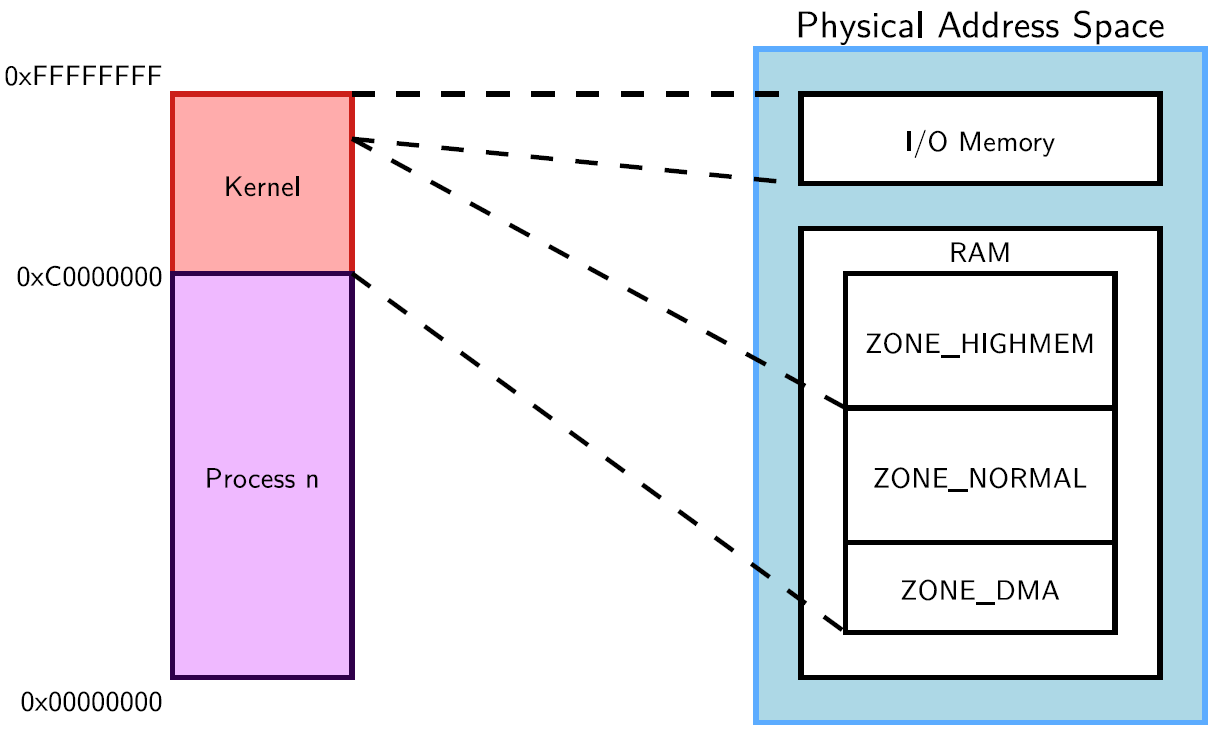 Physical Address Space
0xFFFFFFFF
I/O Memory
Kernel
RAM
0xC0000000
ZONE_HIGHMEM
Process n
ZONE_NORMAL
ZONE_DMA
0x00000000